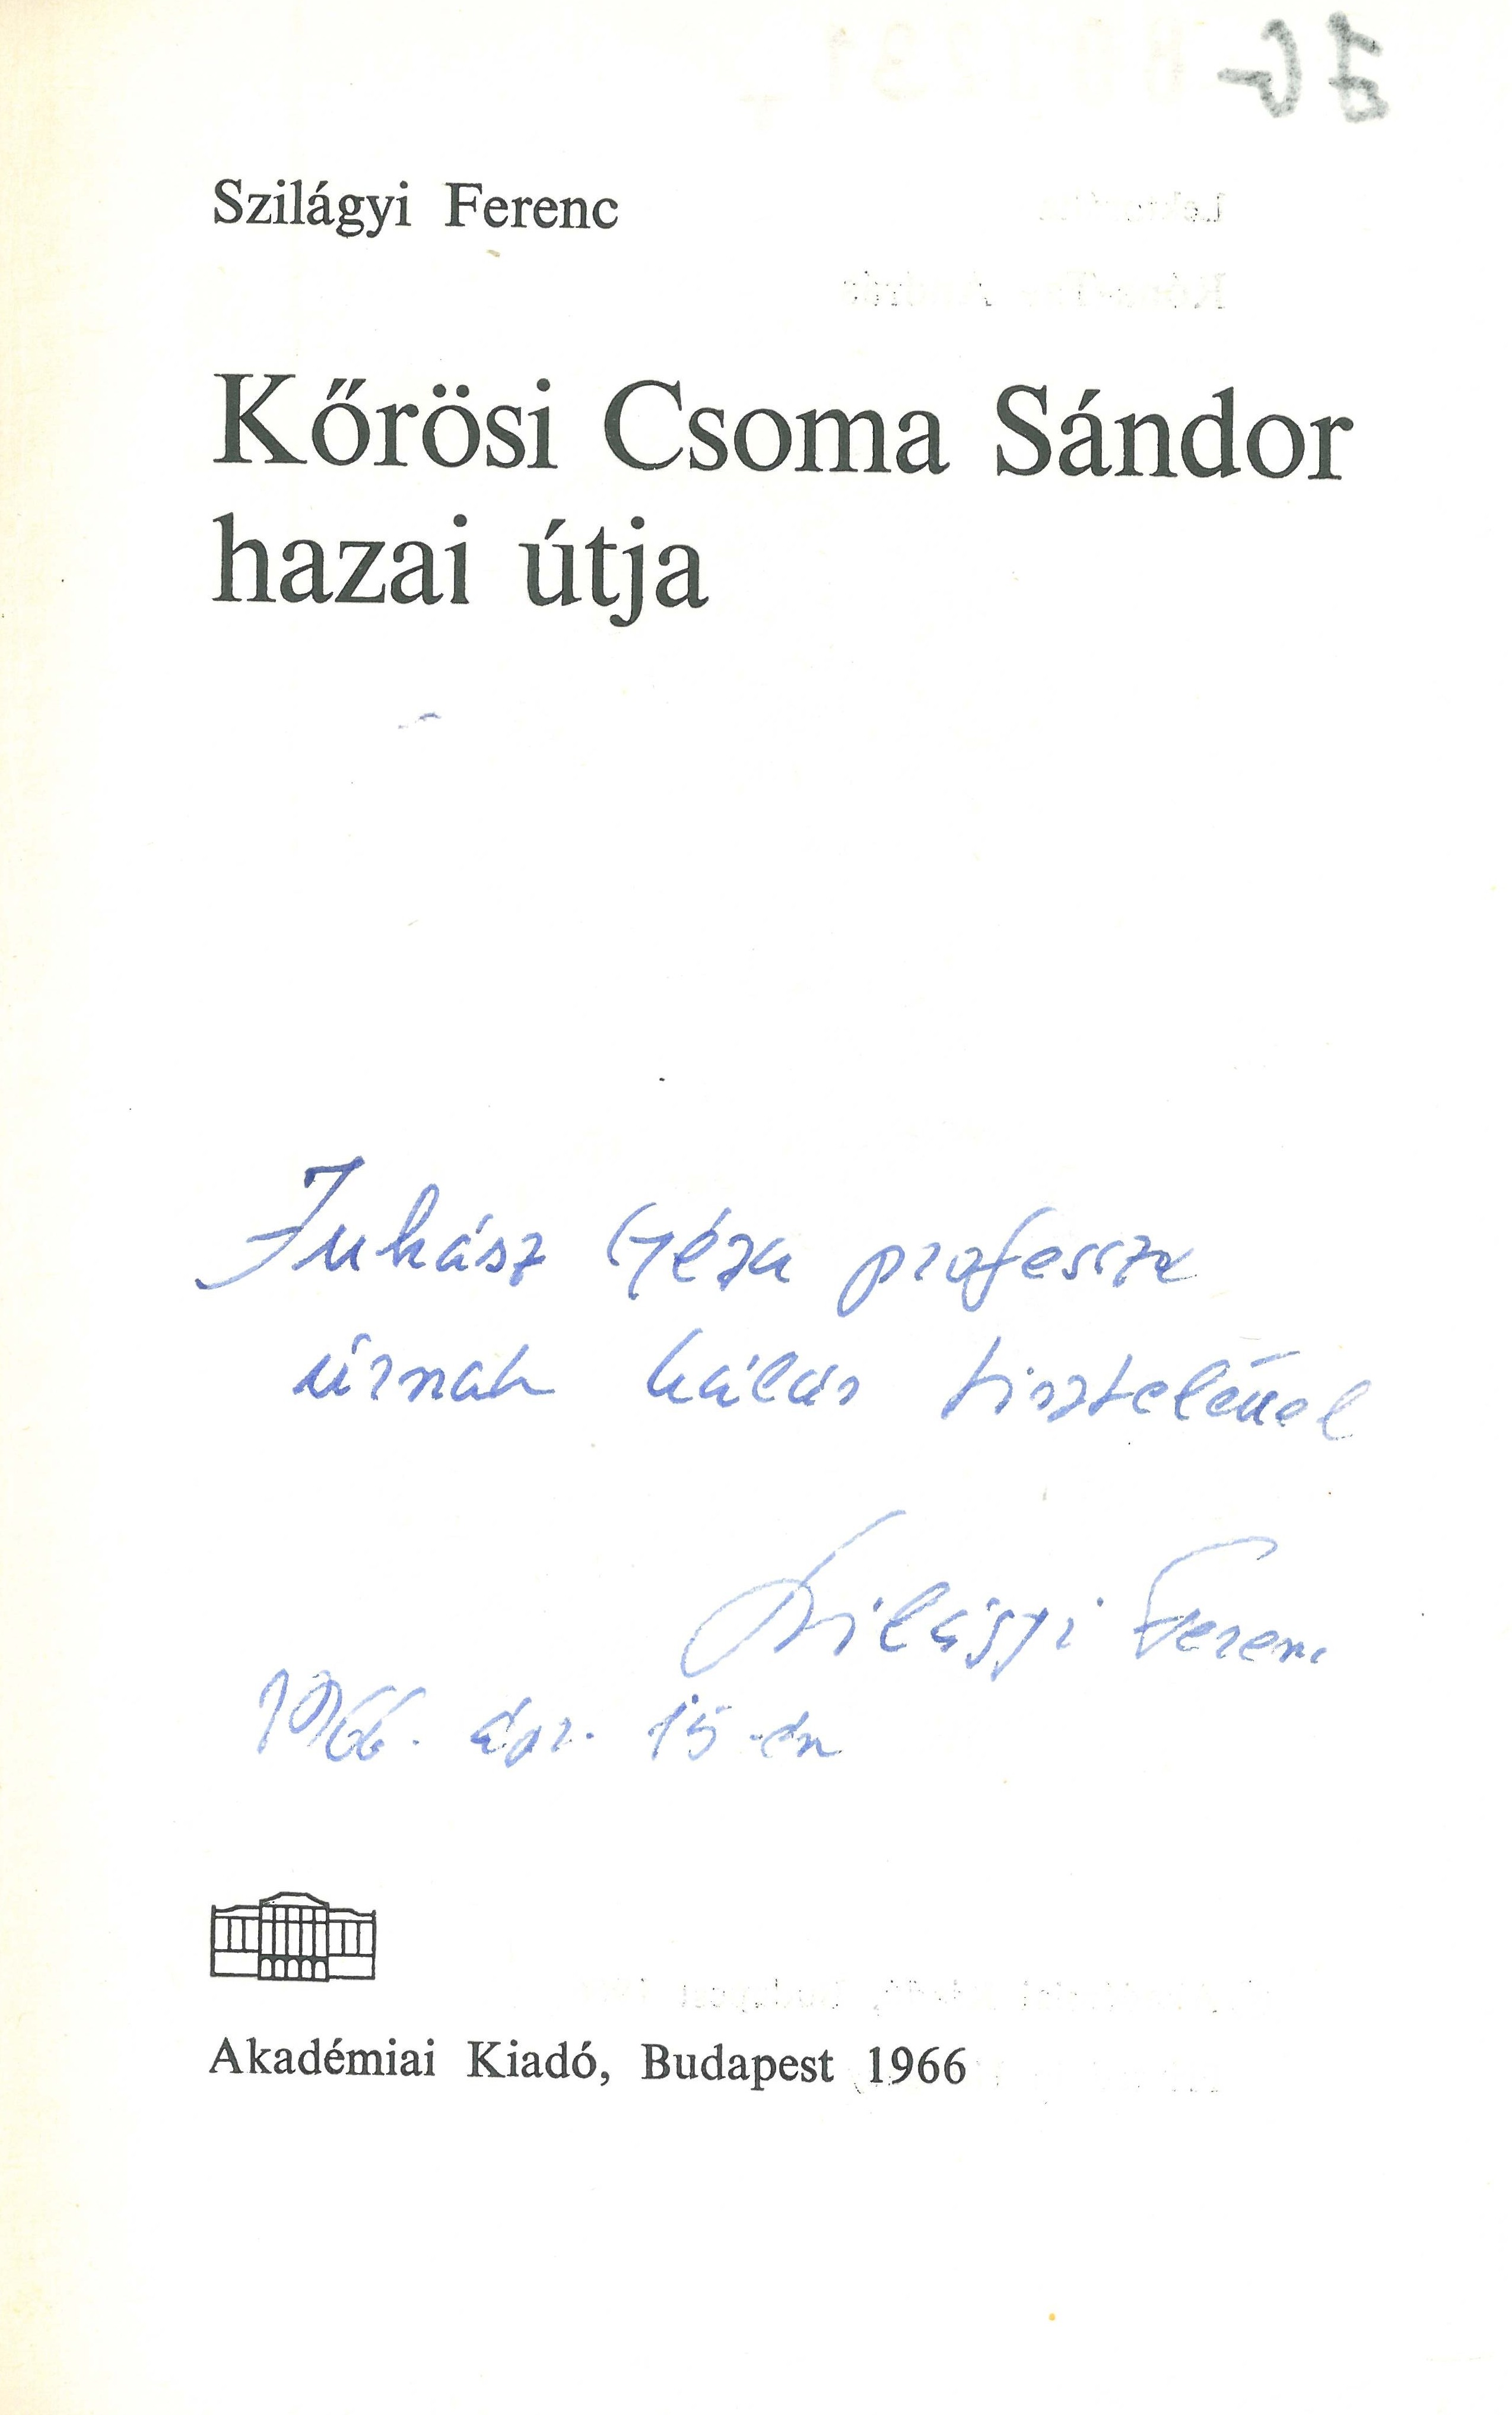 Szilágyi Ferenc
Kőrösi Csoma Sándor
hazai útja
Juhász Géza professzor
úrnak hálás tisztelettel
Szilágyi Ferenc
1966. ápr. 15-én
Akadémiai Kiadó, Budapest 1966